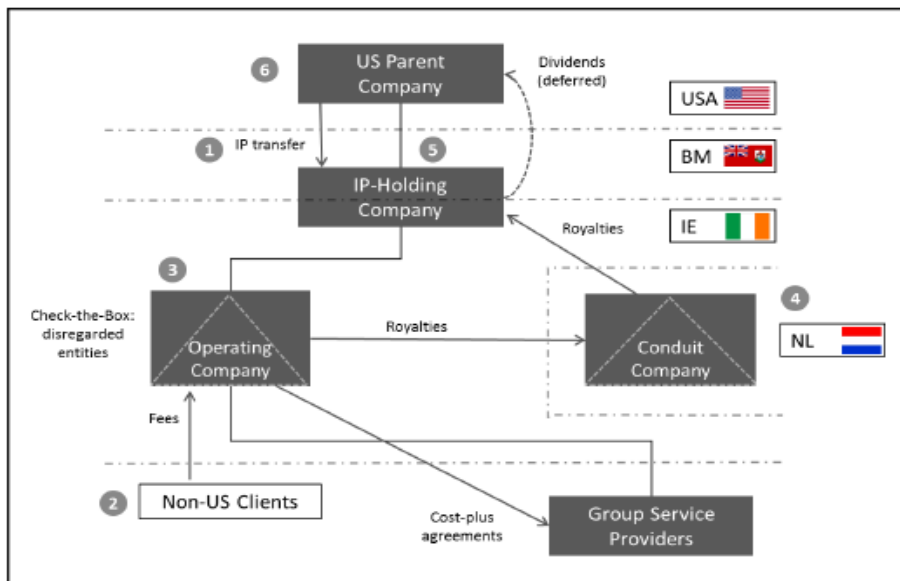 6
US Parent
Company
Dividends
(deferred)
USA
1
IP transfer
5
BM
IP-Holding
Company
Royalties
IE
3
4
Check-the-Box:
disregarded
entities
Operating
Company
Royalties
Conduit
Company
NL
Fees
2
Non-US Clients
Cost-plus
agreements
Group Service
Providers